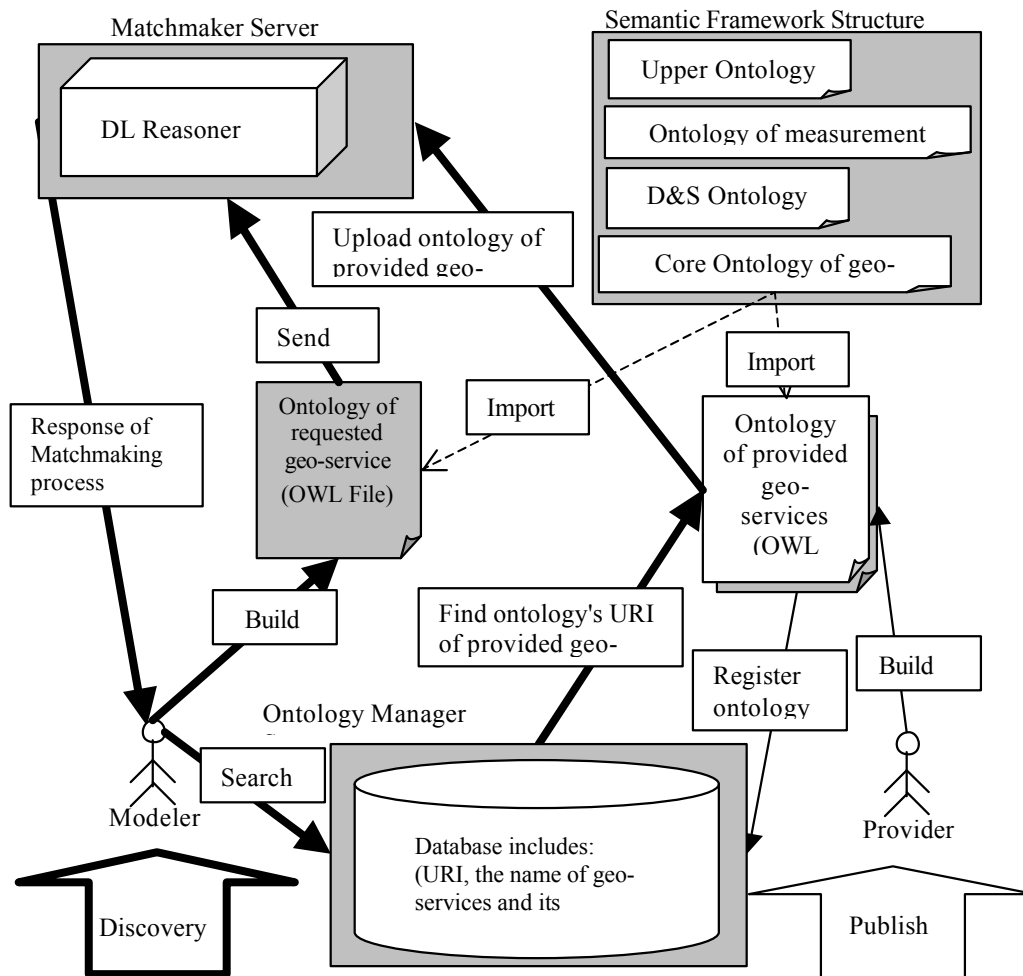 Matchmaker Server
Semantic Framework Structure
DL Reasoner
Upper Ontology
Ontology of measurement
D&S Ontology
Core Ontology of geo-
Upload ontology of
provided geo-
Send
Import
Import
Response of
Matchmaking
process
Ontology of
requested
geo-service
(OWL File)
Ontology
of provided
geo-
services
(OWL
Build
Find ontology's URI
of provided geo-
Register
ontology
Build
Ontology Manager
Search
Modeler
Provider
Database includes:
(URI, the name of geo-
services and its
Discovery
Publish